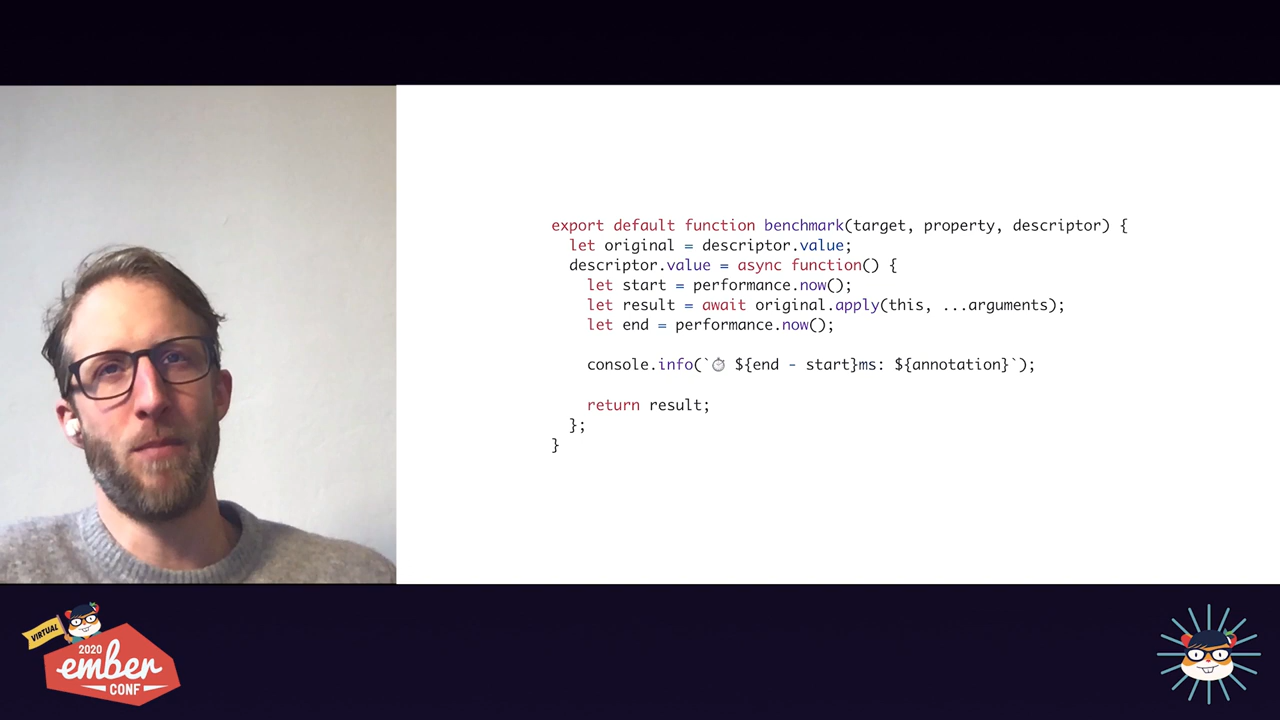 export default function benchmark(target, property, descriptor) {
  let original = descriptor.value;
  descriptor.value = async function() {
    let start = performance.now();
    let result = await original.apply(this, ...arguments);
    let end = performance.now();

    console.info(`⏱ ${end - start}ms: ${annotation}`);

    return result;
  };
}
VIRTUAL
2020
ember
CONF